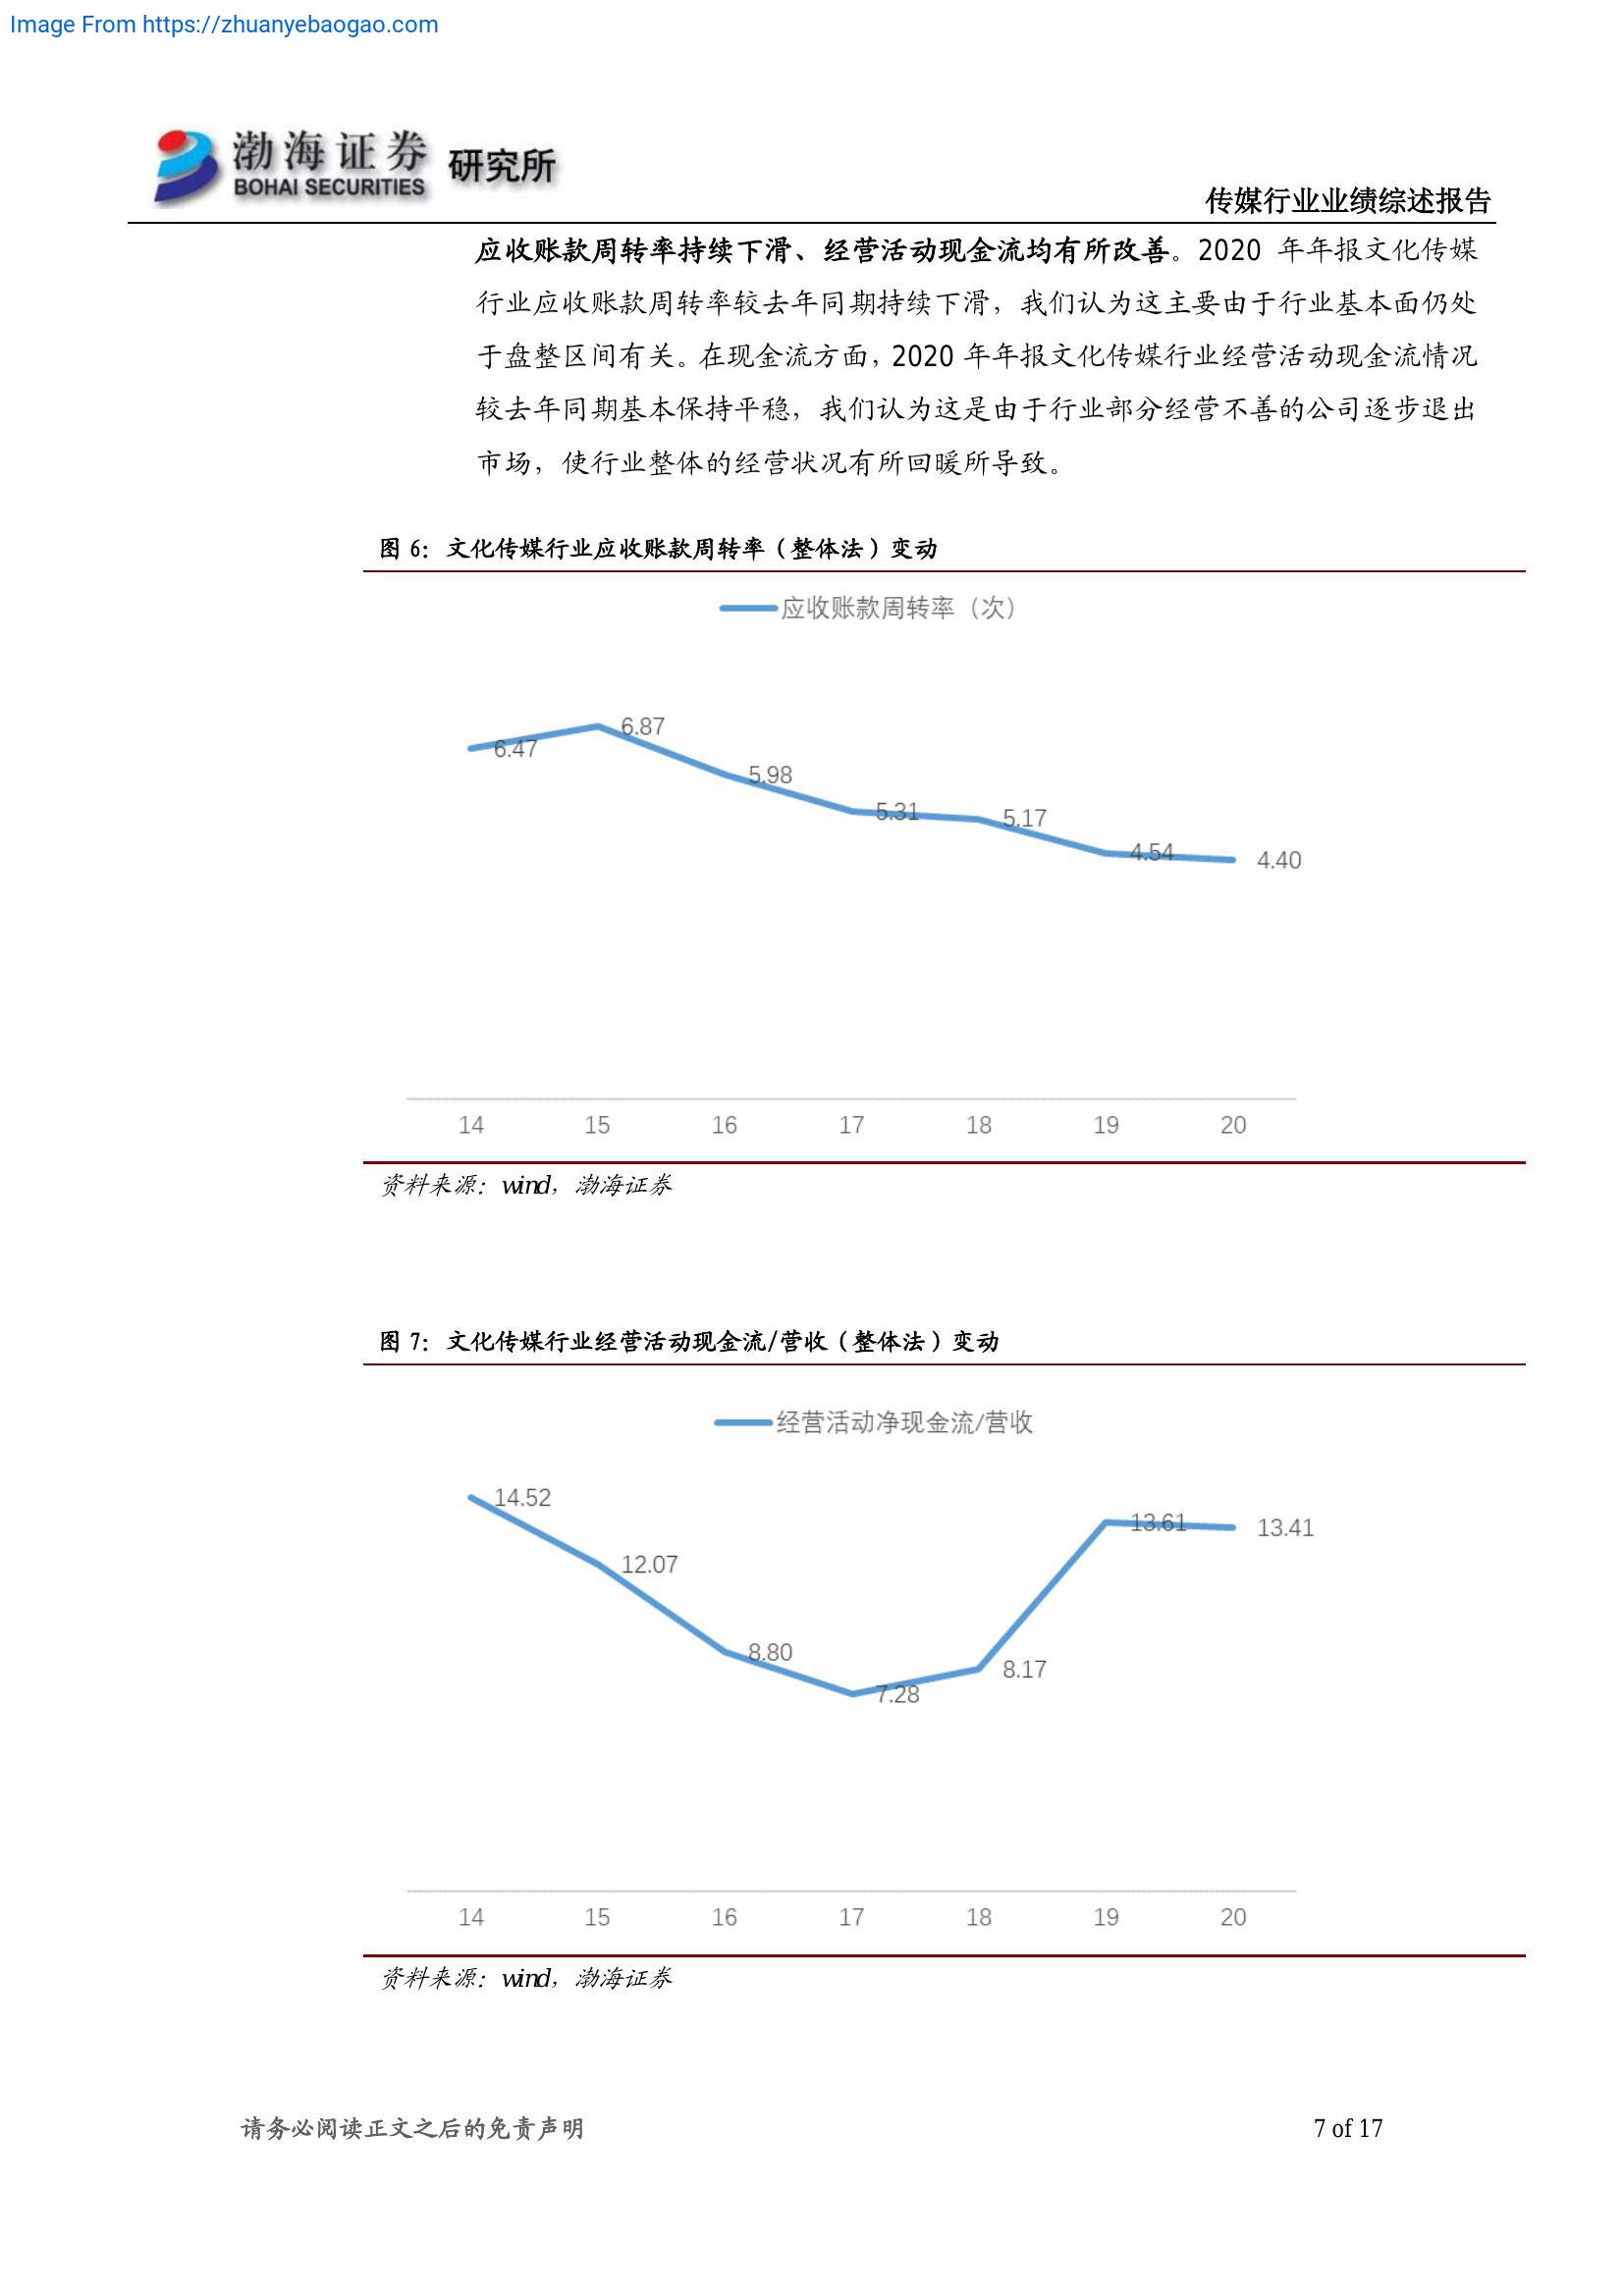 Image From https://zhuanyebaogao.com
渤海证券 研究所
BOHAI SECURITIES
传媒行业业绩综述报告
应收账款周转率持续下滑、经营活动现金流均有所改善。2020 年年报文化传媒
行业应收账款周转率较去年同期持续下滑，我们认为这主要由于行业基本面仍处
于盘整区间有关。在现金流方面，2020 年年报文化传媒行业经营活动现金流情况
较去年同期基本保持平稳，我们认为这是由于行业部分经营不善的公司逐步退出
市场，使行业整体的经营状况有所回暖所导致。
图 6：文化传媒行业应收账款周转率（整体法）变动
应收账款周转率（次）
6.47
6.87
5.98
5.31
5.17
4.54
4.40
14 15 16 17 18 19 20
资料来源：wind，渤海证券
图 7：文化传媒行业经营活动现金流/营收（整体法）变动
经营活动净现金流/营收
14.52
12.07
8.80
7.28
8.17
13.61
13.41
14 15 16 17 18 19 20
资料来源：wind，渤海证券
请务必阅读正文之后的免责声明 7 of 17